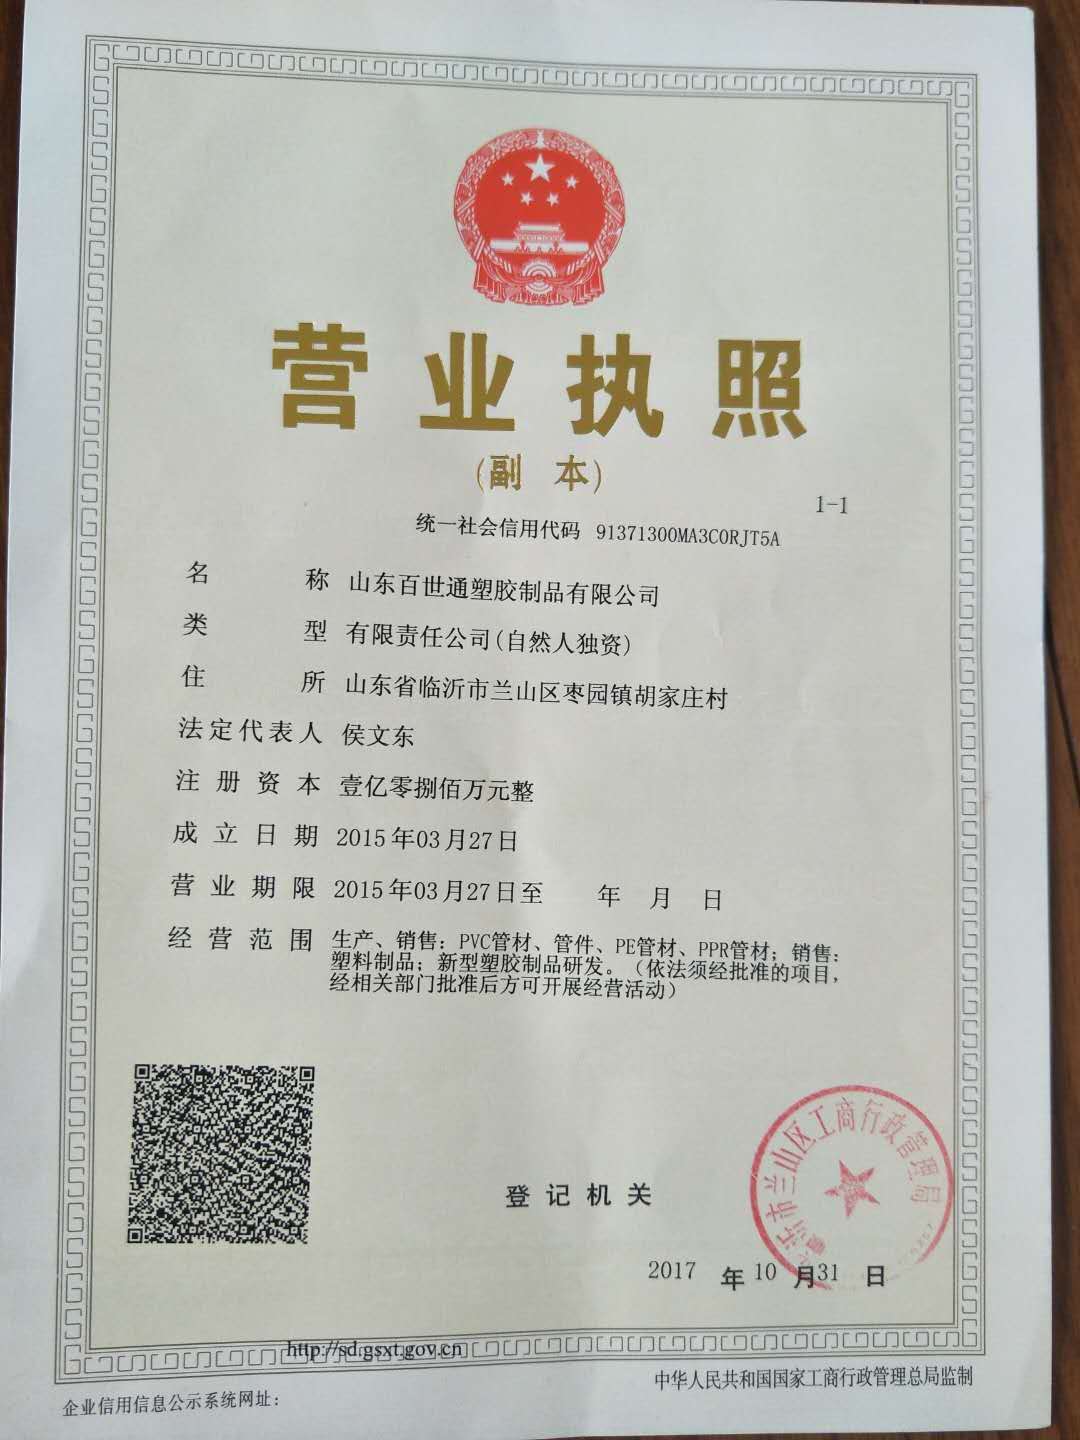 营业执照
(副 本)
1-1
统一社会信用代码 91371300MA3C0RJT5A
名称 山东百世通塑胶制品有限公司
类型 有限责任公司(自然人独资)
住所 山东省临沂市兰山区枣园镇胡家庄村
法定代表人 侯文东
注册资本 壹亿零捌佰万元整
成立日期 2015年03月27日
营业期限 2015年03月27日至 年 月 日
经营范围 生产、销售：PVC管材、管件、PE管材、PPR管材；销售：
塑料制品；新型塑胶制品研发。（依法须经批准的项目，
经相关部门批准后方可开展经营活动）
沂市兰山区工商行政管理局
登记机关
2017 年 10 月 31 日
http://sd.gsxt.gov.cn
企业信用信息公示系统网址：
中华人民共和国国家工商行政管理总局监制